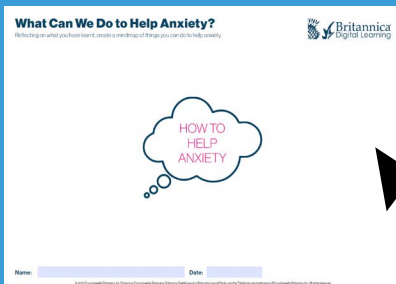 What Can We Do to Help Anxiety?
Reflecting on what you have learnt, create a mindmap of things you can do to help anxiety.
Britannica
Digital Learning
HOW TO
HELP
ANXIETY
Name:
Date: